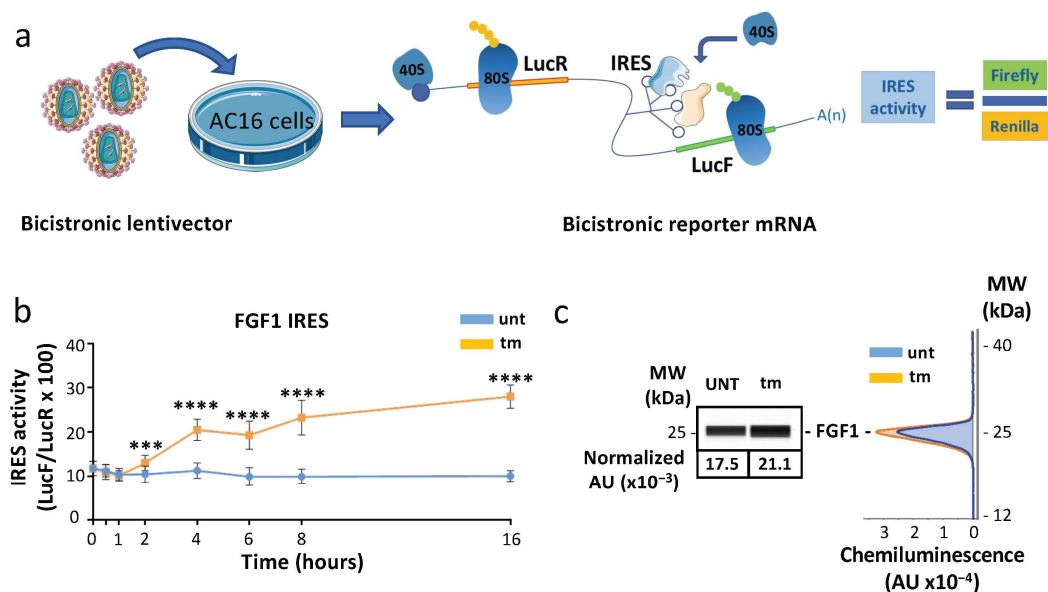 a
40S
80S
LucR
IRES
40S
80S
LucF
A(n)
AC16 cells
IRES
activity
=
Firefly
Renilla
Bicistronic lentivector
Bicistronic reporter mRNA
b
FGF1 IRES
unt
tm
IRES activity
(LucF/LucR x 100)
40
30
20
10
0
***
****
****
****
****
0
1
2
4
6
8
16
Time (hours)
c
MW
(kDa)
UNT
tm
25
- FGF1
Normalized
AU (x10⁻³)
17.5
21.1
unt
tm
MW
(kDa)
- 40
- 25
- 12
3
2
1
0
Chemiluminescence
(AU x10⁻⁴)